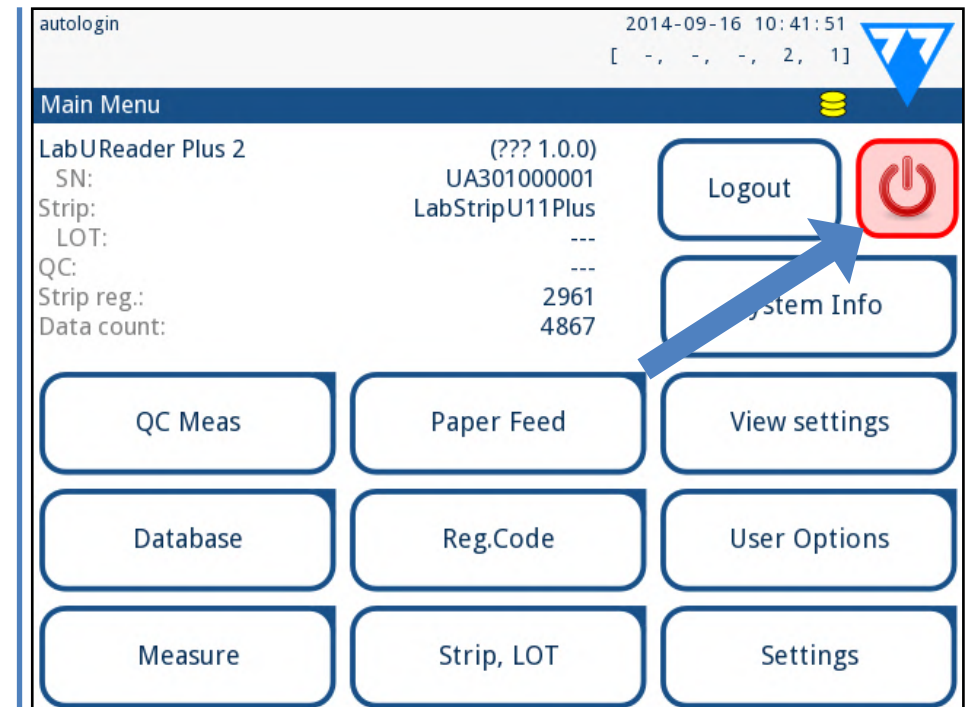 autologin 2014-09-16 10:41:51
[ -, -, -, 2, 1]
Main Menu
LabUReader Plus 2 (??? 1.0.0)
SN: UA301000001
Strip: LabStripU11Plus
LOT: ---
QC: ---
Strip reg.: 2961
Data count: 4867
Logout
stem Info
QC Meas Paper Feed View settings
Database Reg.Code User Options
Measure Strip, LOT Settings